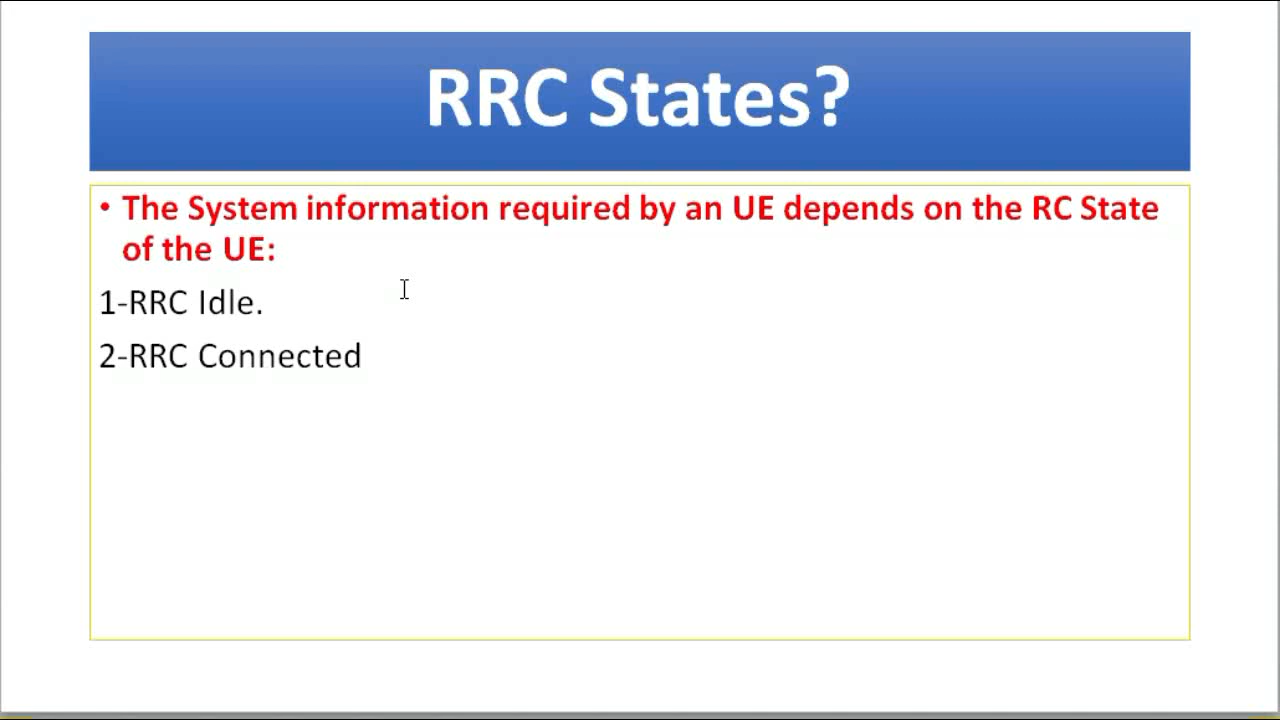 RRC States?
• The System information required by an UE depends on the RC State
of the UE:
1-RRC Idle.
2-RRC Connected